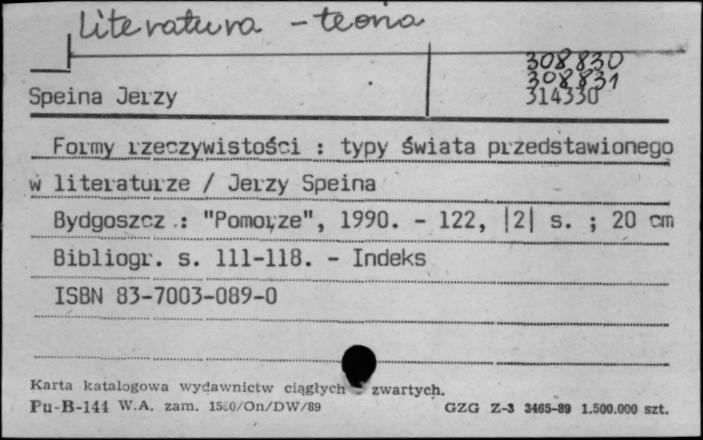 Literatura - teoria
308830
308831
314330
Speina Jerzy
Formy rzeczywistości : typy świata przedstawionego
w literaturze / Jerzy Speina
Bydgoszcz : "Pomorze", 1990. - 122, |2| s. ; 20 cm
Bibliogr. s. 111-118. - Indeks
ISBN 83-7003-089-0
Karta katalogowa wydawnictw ciągłych - zwartych.
Pu-B-144 W.A. zam. /On/DW/89 GZG Z-3 3465-89 1.500.000 szt.